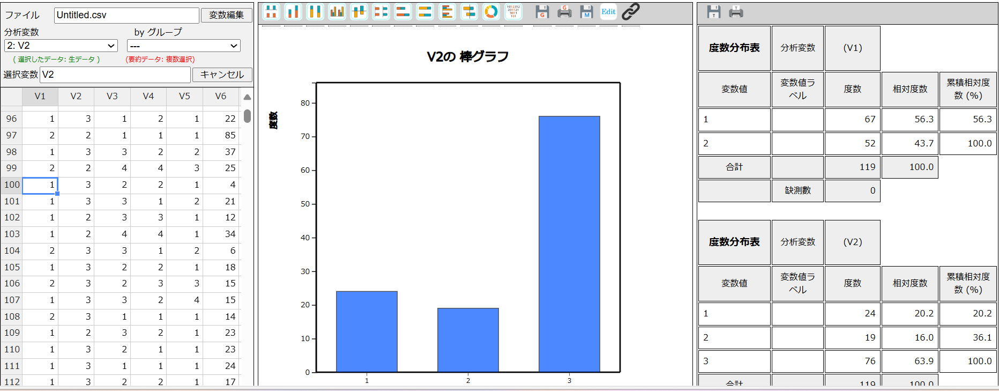 ファイル Untitled.csv 変数編集
分析変数 by グループ
2: V2 ---
( 選択したデータ: 生データ ) (要約データ: 複数選択)
選択変数 V2 キャンセル
V1 V2 V3 V4 V5 V6
96 1 3 1 2 1 22
97 2 2 1 1 1 85
98 1 3 3 2 2 37
99 2 2 4 4 3 25
100 1 3 2 2 1 4
101 1 3 3 1 2 21
102 1 2 3 3 1 12
103 1 2 4 4 1 34
104 2 3 3 1 2 6
105 1 3 2 2 1 18
106 2 3 2 3 3 15
107 1 3 3 2 4 15
108 2 3 1 1 1 14
109 1 2 3 2 1 23
110 1 3 2 1 1 23
111 1 3 1 1 1 24
112 1 3 2 2 1 17
G G M Edit
V2の 棒グラフ
度数
80
70
60
50
40
30
20
10
0
1 2 3
T T
度数分布表 分析変数 (V1)
変数値 変数値ラベル 度数 相対度数 累積相対度数 (%)
1 67 56.3 56.3
2 52 43.7 100.0
合計 119 100.0
缺測數 0
度数分布表 分析変数 (V2)
変数値 変数値ラベル 度数 相対度数 累積相対度数 (%)
1 24 20.2 20.2
2 19 16.0 36.1
3 76 63.9 100.0
合計 119 100.0